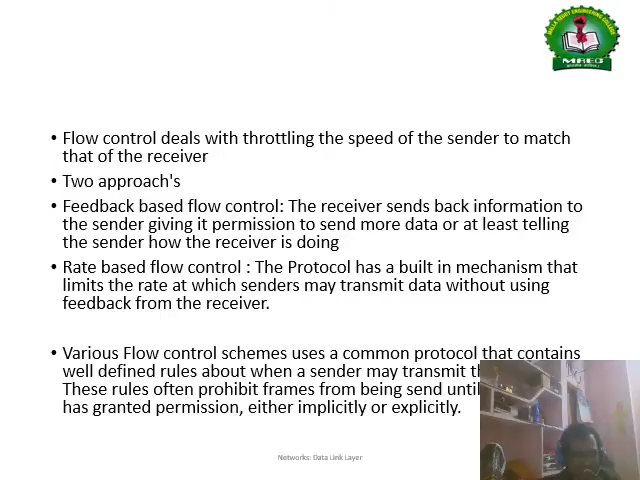 MALLA REDDY ENGINEERING COLLEGE
MREC
• Flow control deals with throttling the speed of the sender to match
that of the receiver
• Two approach's
• Feedback based flow control: The receiver sends back information to
the sender giving it permission to send more data or at least telling
the sender how the receiver is doing
• Rate based flow control : The Protocol has a built in mechanism that
limits the rate at which senders may transmit data without using
feedback from the receiver.
• Various Flow control schemes uses a common protocol that contains
well defined rules about when a sender may transmit
These rules often prohibit frames from being send until
has granted permission, either implicitly or explicitly.
Networks: Data Link Layer